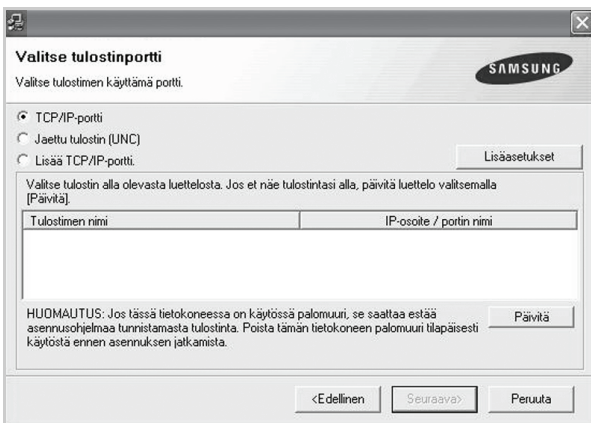 Valitse tulostinportti
Valitse tulostimen käyttämä portti.
SAMSUNG
TCP/IP-portti
Jaettu tulostin (UNC)
Lisää TCP/IP-portti.
Lisäasetukset
Valitse tulostin alla olevasta luettelosta. Jos et näe tulostintasi alla, päivitä luettelo valitsemalla
[Päivitä].
Tulostimen nimi
IP-osoite / portin nimi
HUOMAUTUS: Jos tässä tietokoneessa on käytössä palomuuri, se saattaa estää
asennusohjelmaa tunnistamasta tulostinta. Poista tämän tietokoneen palomuuri tilapäisesti
käytöstä ennen asennuksen jatkamista.
Päivitä
<Edellinen
Seuraava>
Peruuta